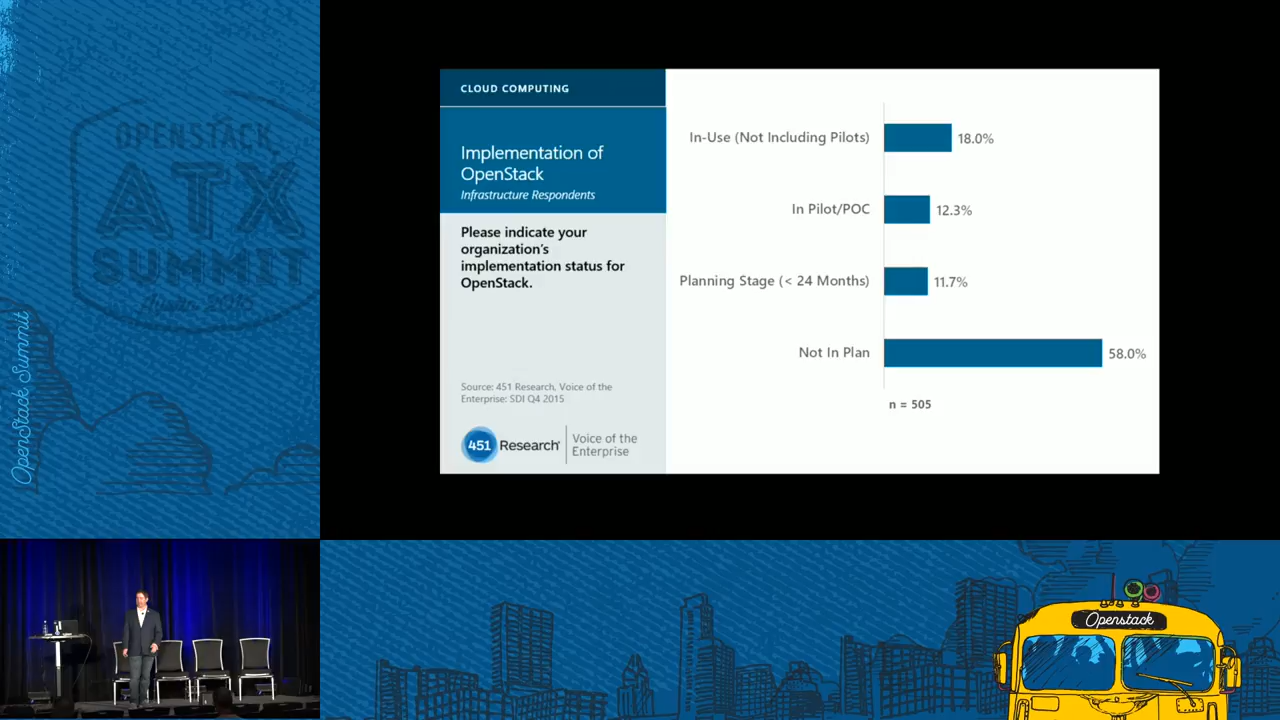 OPENSTACK
ATX
SUMMIT
OpenStack Summit
CLOUD COMPUTING
Implementation of
OpenStack
Infrastructure Respondents
Please indicate your
organization's
implementation status for
OpenStack.
Source: 451 Research, Voice of the
Enterprise: SDI Q4 2015
451 Research
Voice of the
Enterprise
In-Use (Not Including Pilots) 18.0%
In Pilot/POC 12.3%
Planning Stage (< 24 Months) 11.7%
Not In Plan 58.0%
n = 505
Openstack